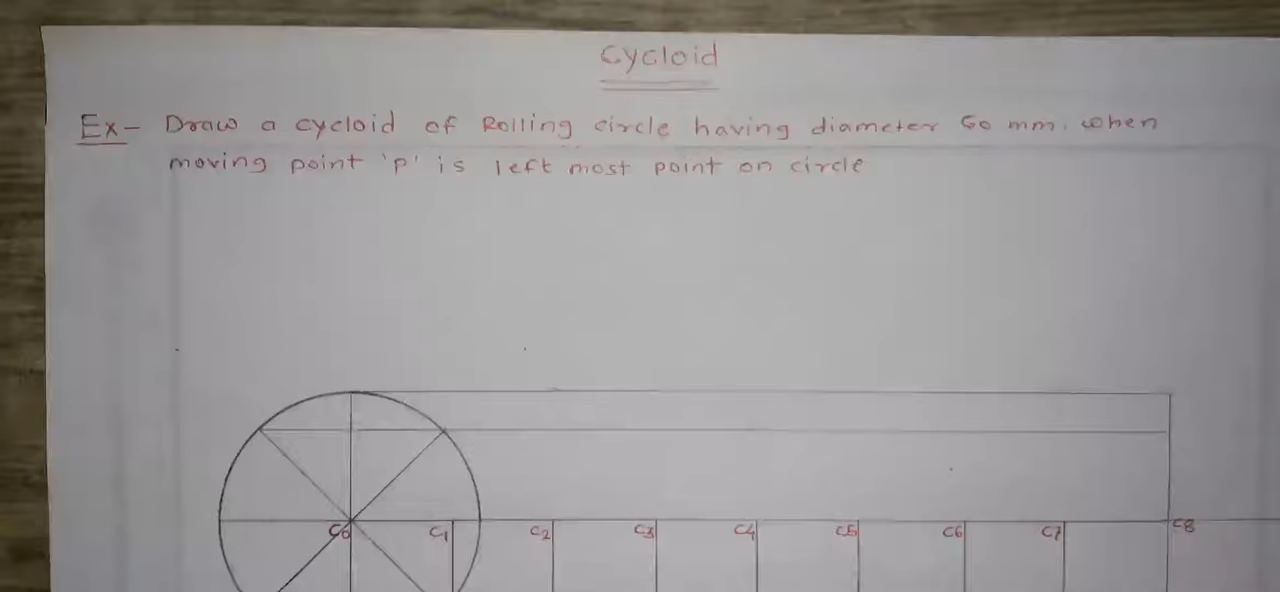 Cycloid
Ex- Draw a cycloid of Rolling circle having diameter 60 mm. when
moving point 'p' is left most point on circle
C0 C1 C2 C3 C4 C5 C6 C7 C8